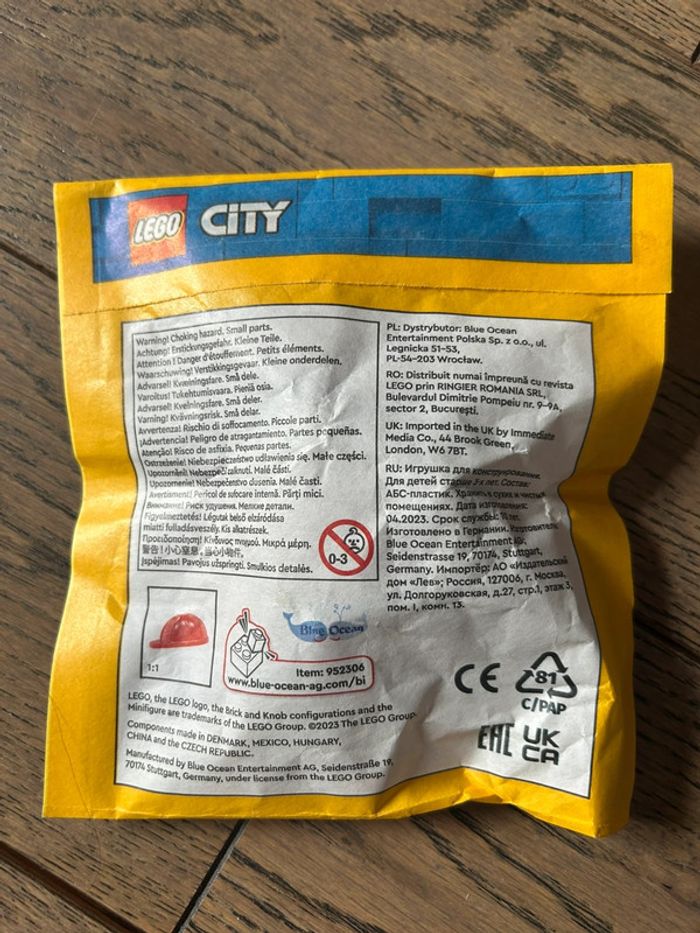 LEGO CITY
Warning! Choking hazard. Small parts.
Achtung! Erstickungsgefahr. Kleine Teile.
Attention ! Danger d'étouffement. Petits éléments.
Waarschuwing! Verstikkingsgevaar. Kleine onderdelen.
Advarsel! Kvælningsfare. Små dele.
Varoitus! Tukehtumisvaara. Pieniä osia.
Advarsel! Kvelningsfare. Små deler.
Varning! Kvävningsrisk. Små delar.
Avvertenza! Rischio di soffocamento. Piccole parti.
¡Advertencia! Peligro de atragantamiento. Partes pequeñas.
Atenção! Risco de asfixia. Pequenas partes.
Ostrzeżenie! Niebezpieczeństwo udławienia się. Małe części.
Upozornění! Nebezpečí zalknutí. Malé části.
Upozornenie! Nebezpečenstvo dusenia. Malé časti.
Avertisment! Pericol de sufocare internă. Părți mici.
Внимание! Риск удушения. Мелкие детали.
Figyelmeztetés! Légutak belső elzáródása
miatti fulladásveszély. Kis alkatrészek.
Προειδοποίηση! Κίνδυνος πνιγμού. Μικρά μέρη.
警告!小心窒息,当心小物件。
Įspėjimas! Pavojus užspringti. Smulkios detalės.
0-3
PL: Dystrybutor: Blue Ocean
Entertainment Polska Sp. z o.o., ul.
Legnicka 51-53,
PL-54-203 Wrocław.
RO: Distribuit numai împreună cu revista
LEGO prin RINGIER ROMANIA SRL,
Bulevardul Dimitrie Pompeiu nr. 9-9A,
sector 2, București.
UK: Imported in the UK by Immediate
Media Co., 44 Brook Green,
London, W6 7BT.
RU: Игрушка для конструирования.
Для детей старше 3-х лет. Состав:
АБС-пластик. Хранить в сухих и чистых
помещениях. Дата изготовления:
04.2023. Срок службы: лет.
Изготовлено в Германии. Изготовитель:
Blue Ocean Entertainment AG,
Seidenstrasse 19, 70174, Stuttgart,
Germany. Импортёр: АО «Издательский
дом «Лев»; Россия, 127006, г. Москва,
ул. Долгоруковская, д.27, стр.1, этаж 3,
пом. I, комн. Т3.
1:1
Blue Ocean
Item: 952306
www.blue-ocean-ag.com/bi
CE
81
C/PAP
EAC
UK
CA
LEGO, the LEGO logo, the Brick and Knob configurations and the
Minifigure are trademarks of the LEGO Group. ©2023 The LEGO Group.
Components made in DENMARK, MEXICO, HUNGARY,
CHINA and the CZECH REPUBLIC.
Manufactured by Blue Ocean Entertainment AG, Seidenstraße 19,
70174 Stuttgart, Germany, under license from the LEGO Group.